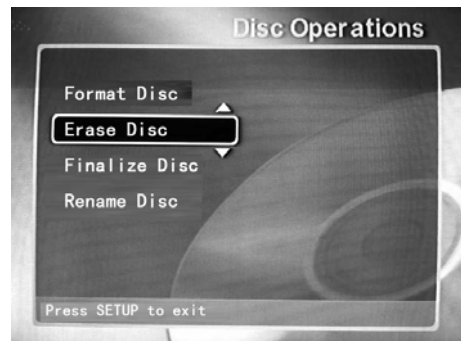 Disc Operations
Format Disc
Erase Disc
Finalize Disc
Rename Disc
Press SETUP to exit